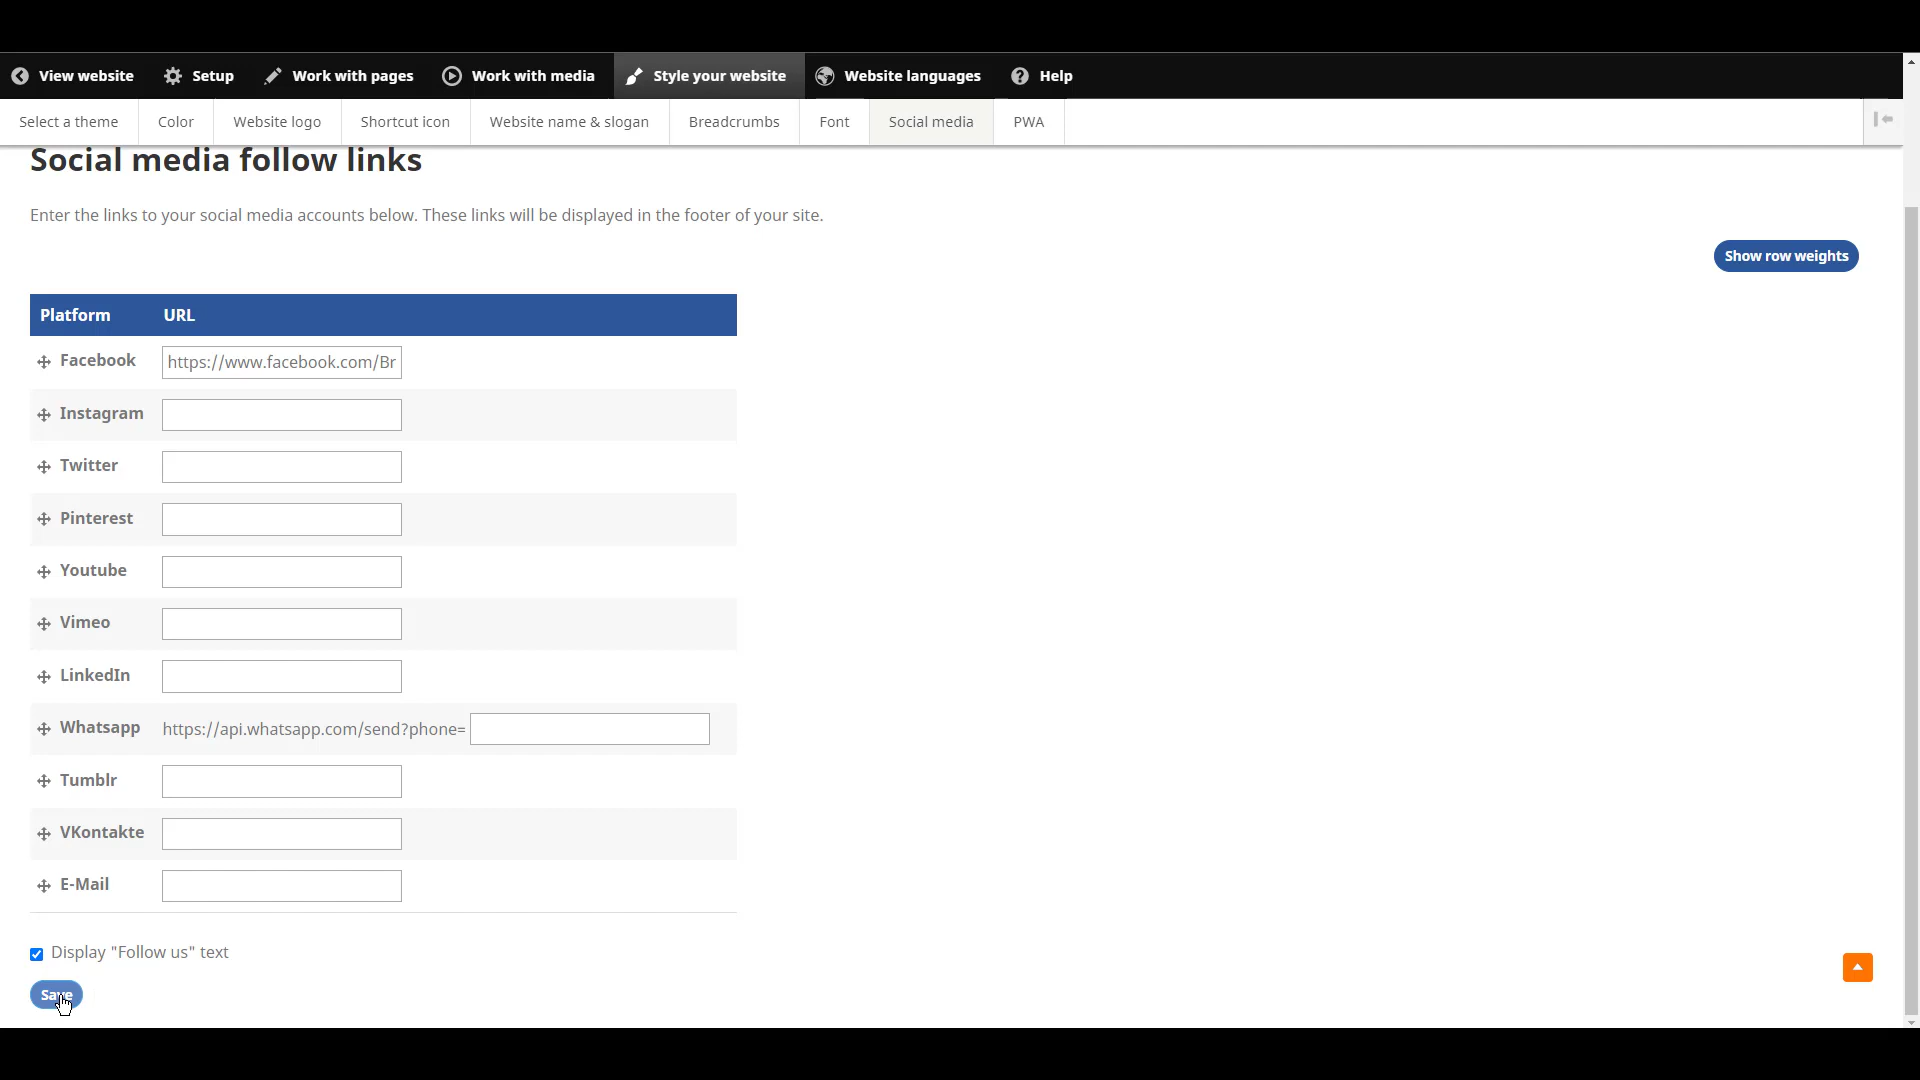 View website Setup Work with pages Work with media Style your website Website languages Help
Select a theme Color Website logo Shortcut icon Website name & slogan Breadcrumbs Font Social media PWA
Social media follow links
Enter the links to your social media accounts below. These links will be displayed in the footer of your site.
Show row weights
Platform URL
Facebook https://www.facebook.com/Br
Instagram
Twitter
Pinterest
Youtube
Vimeo
LinkedIn
Whatsapp https://api.whatsapp.com/send?phone=
Tumblr
VKontakte
E-Mail
Display "Follow us" text
Save